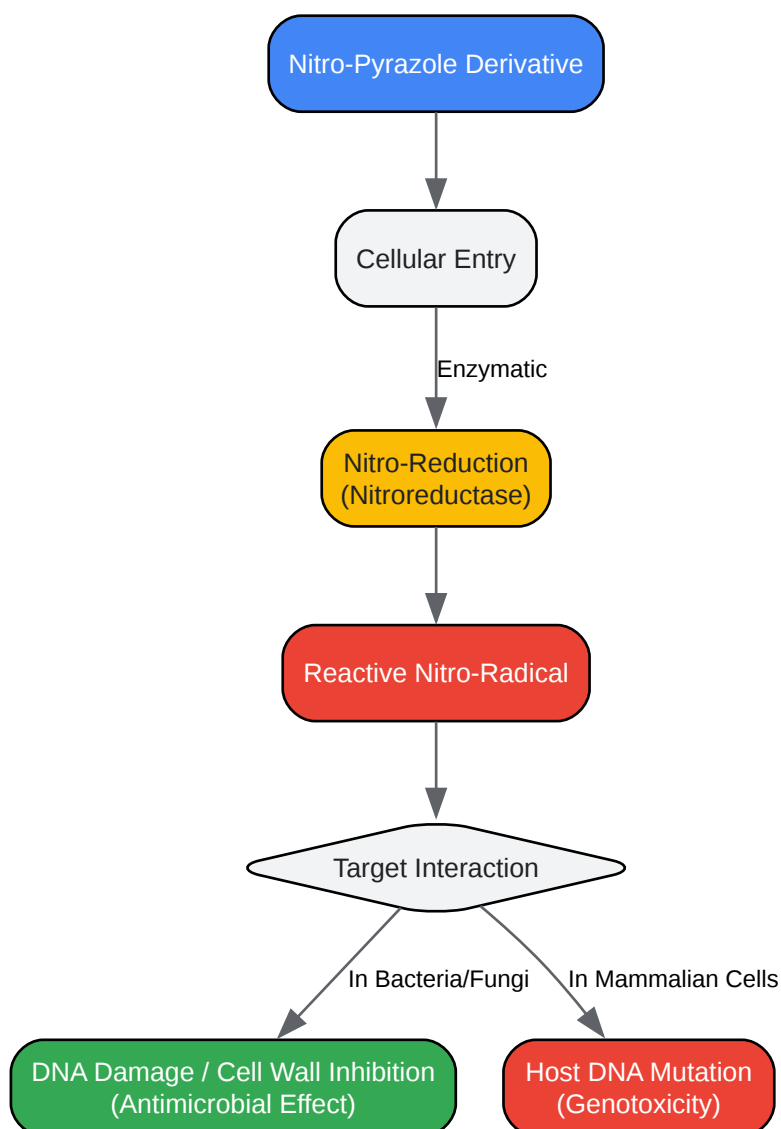 Nitro-Pyrazole Derivative
Cellular Entry
Enzymatic
Nitro-Reduction
(Nitroreductase)
Reactive Nitro-Radical
Target Interaction
In Bacteria/Fungi
In Mammalian Cells
DNA Damage / Cell Wall Inhibition
(Antimicrobial Effect)
Host DNA Mutation
(Genotoxicity)